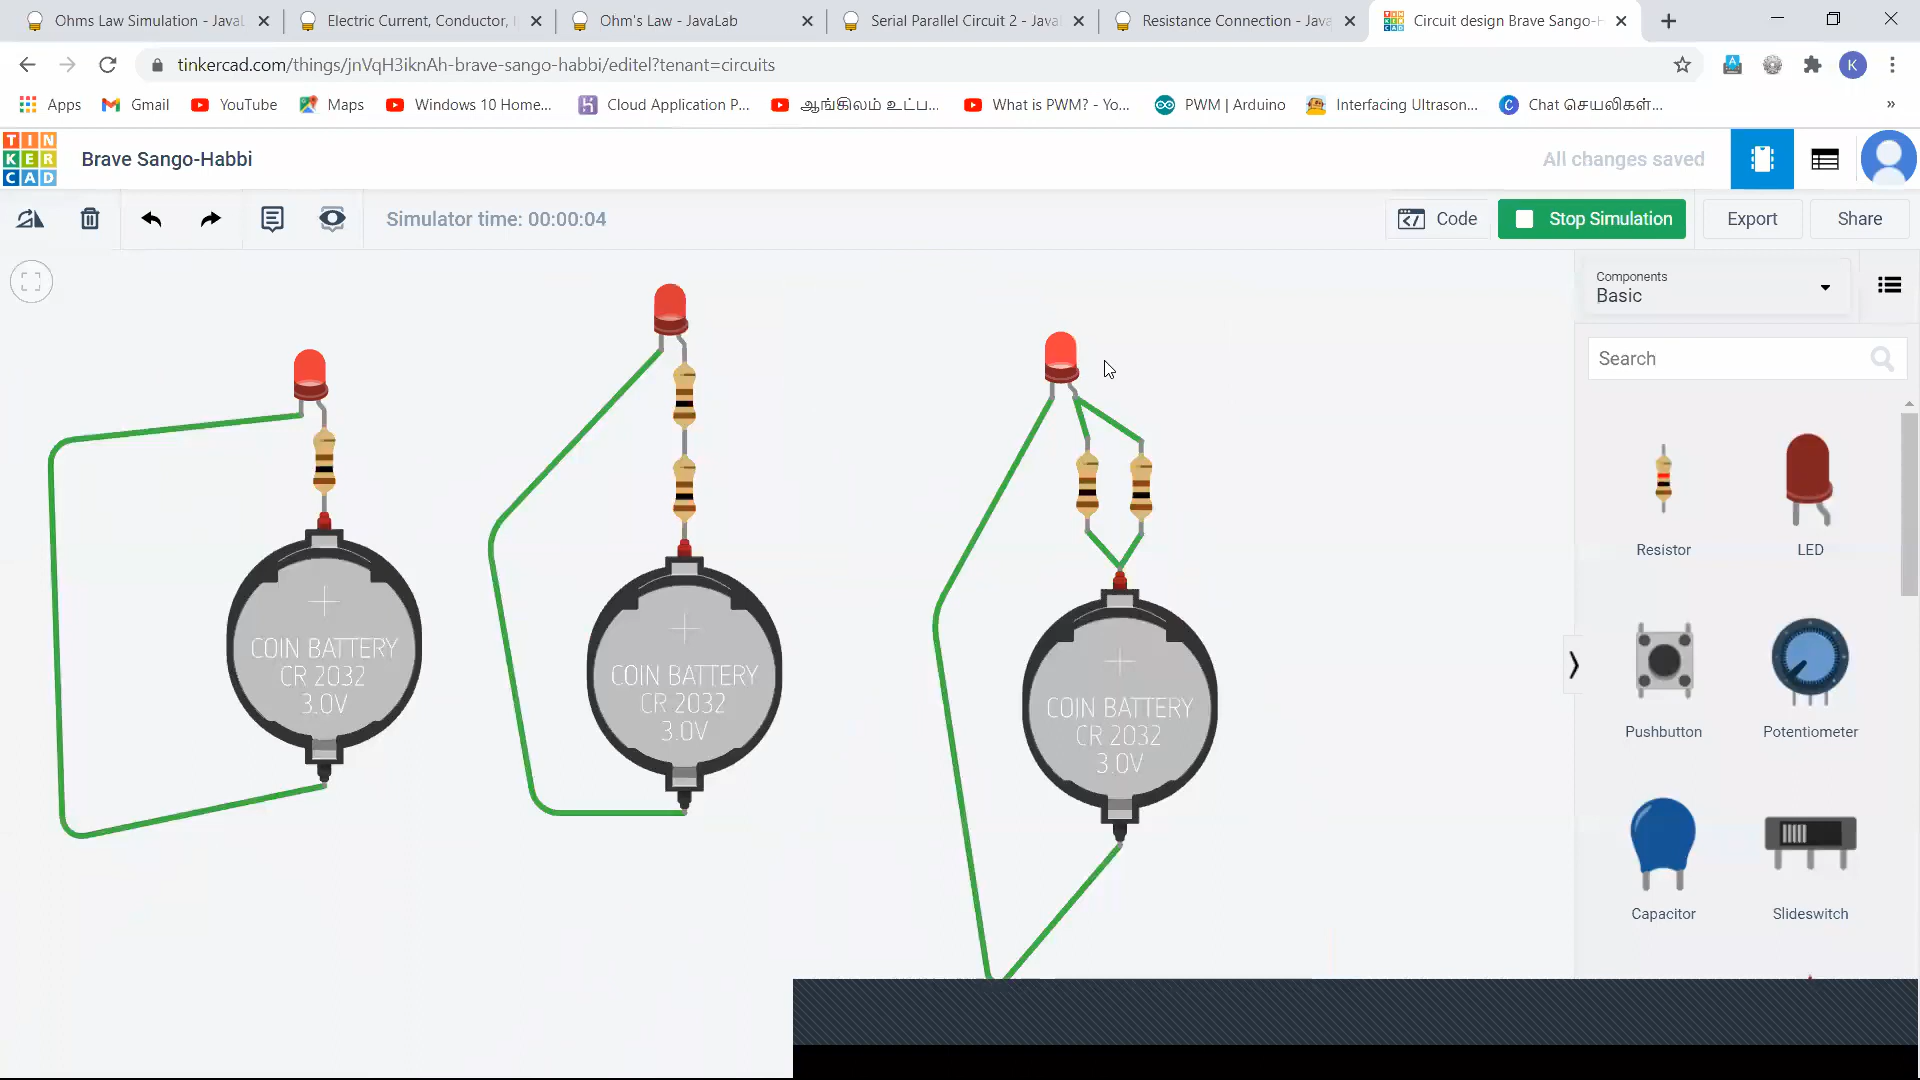 Ohms Law Simulation - JavaL
Electric Current, Conductor,
Ohm's Law - JavaLab
Serial Parallel Circuit 2 - Java
Resistance Connection - Java
Circuit design Brave Sango-H
tinkercad.com/things/jnVqH3iknAh-brave-sango-habbi/editel?tenant=circuits
K
Apps
Gmail
YouTube
Maps
Windows 10 Home...
Cloud Application P...
ஆங்கிலம் உட்ப...
What is PWM? - Yo...
PWM | Arduino
Interfacing Ultrason...
Chat செயலிகள்...
TIN
KER
CAD
Brave Sango-Habbi
All changes saved
Simulator time: 00:00:04
Code
Stop Simulation
Export
Share
Components
Basic
Search
Resistor
LED
Pushbutton
Potentiometer
Capacitor
Slideswitch
COIN BATTERY
CR 2032
3.0V
COIN BATTERY
CR 2032
3.0V
COIN BATTERY
CR 2032
3.0V